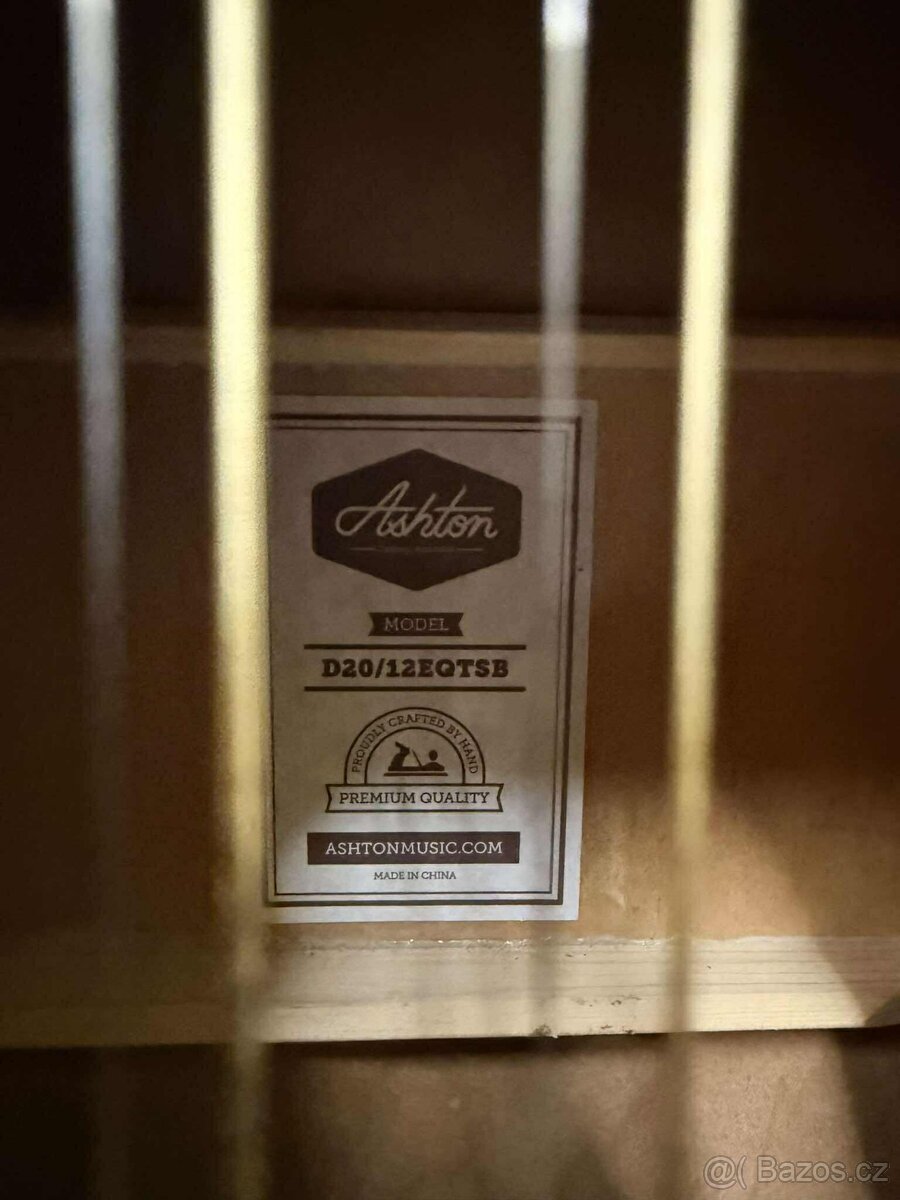 Ashton
MODEL
D20/12EQTSB
PROUDLY CRAFTED BY HAND
PREMIUM QUALITY
ASHTONMUSIC.COM
MADE IN CHINA
@( Bazos.cz